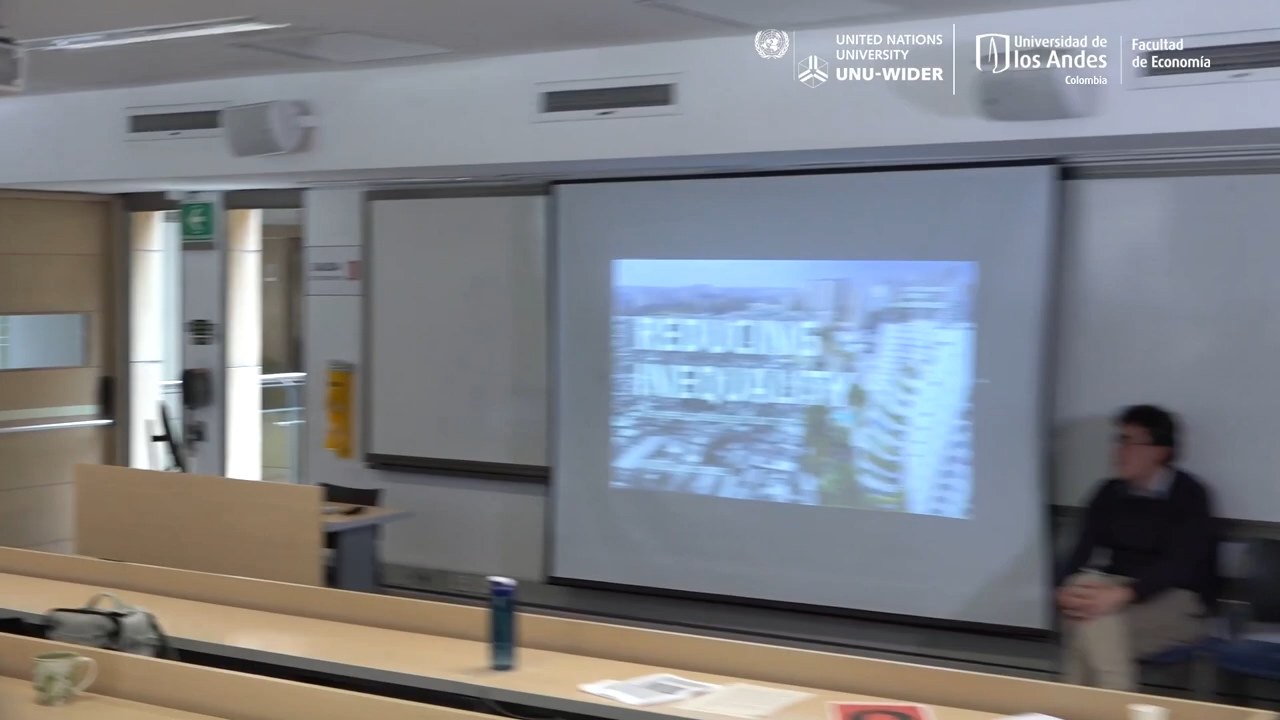 UNITED NATIONS
UNIVERSITY
UNU-WIDER
Universidad de
los Andes
Colombia
Facultad
de Economía
REDUCING
INEQUALITY